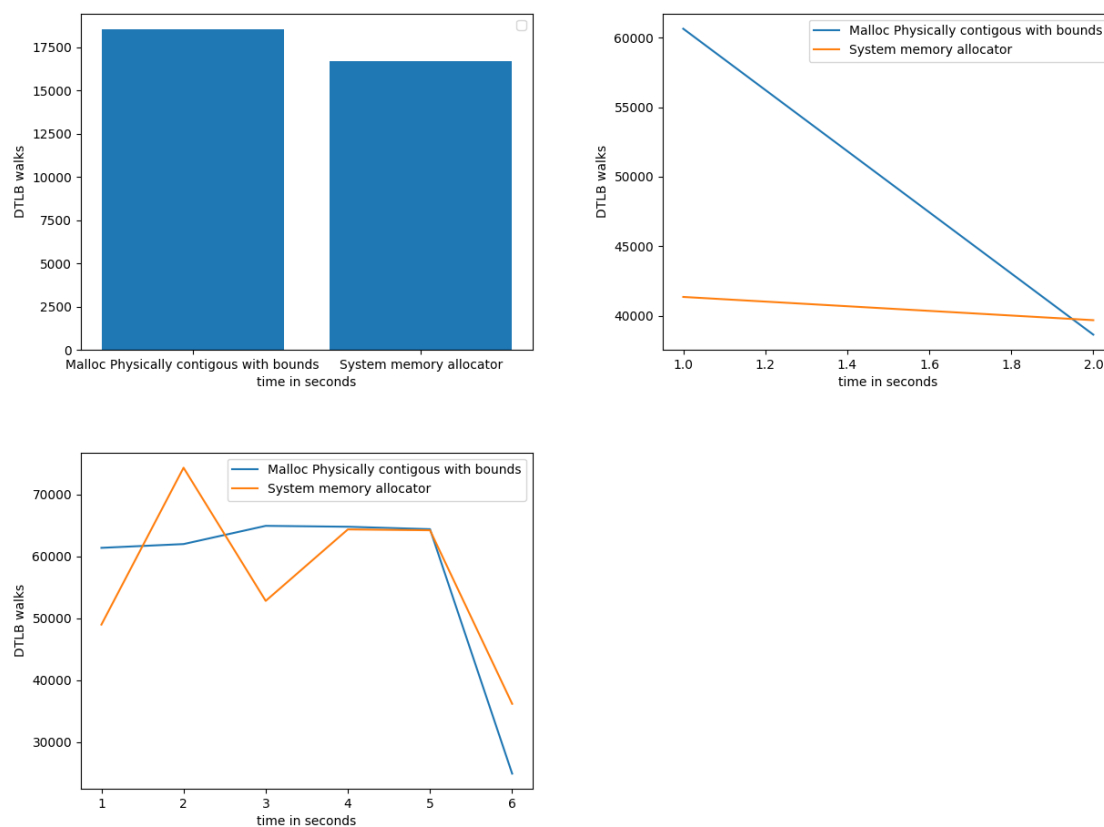 17500
15000
12500
10000
7500
5000
2500
0
DTLB walks
Malloc Physically contigous with bounds
System memory allocator
time in seconds
60000
55000
50000
45000
40000
DTLB walks
Malloc Physically contigous with bounds
System memory allocator
1.0 1.2 1.4 1.6 1.8 2.0
time in seconds
70000
60000
50000
40000
30000
DTLB walks
Malloc Physically contigous with bounds
System memory allocator
1 2 3 4 5 6
time in seconds